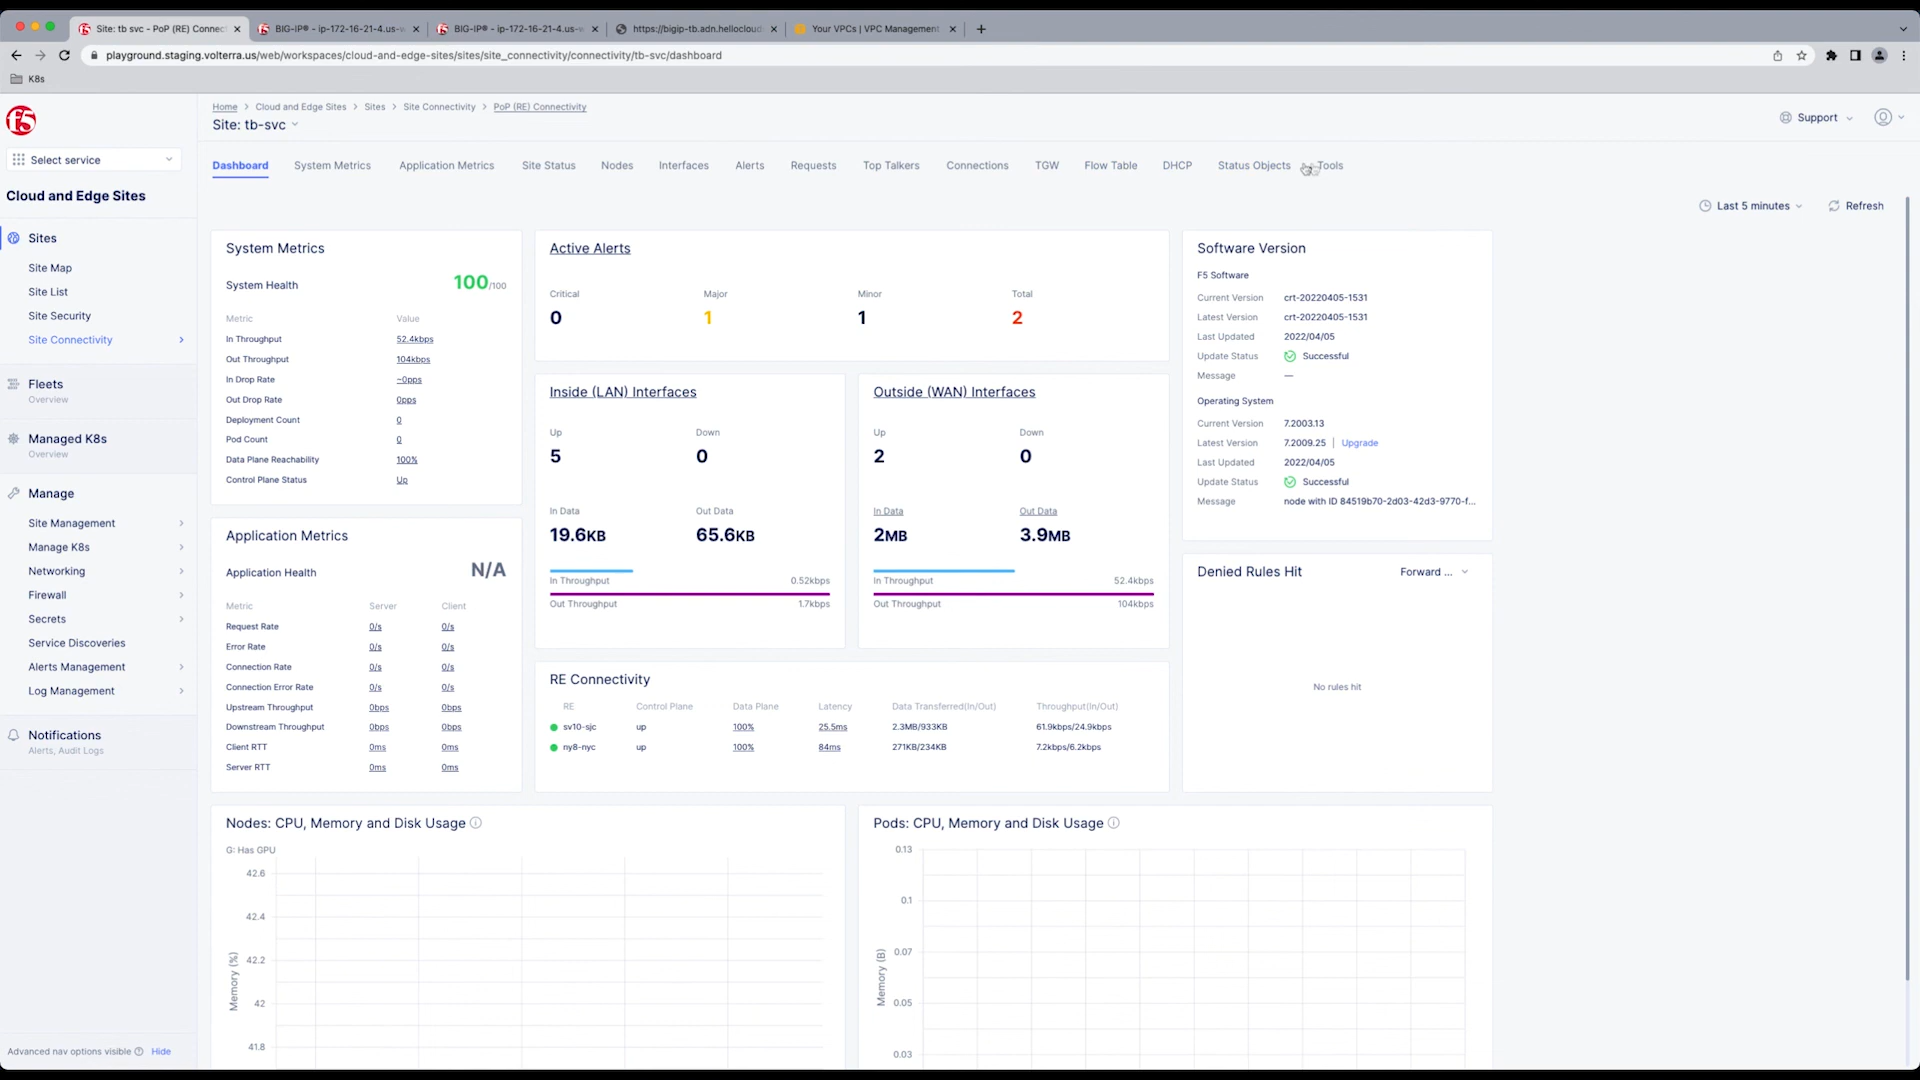 Site: tb svc - PoP (RE) Connec
BIG-IP® - ip-172-16-21-4.us-w
BIG-IP® - ip-172-16-21-4.us-w
https://bigip-tb.adn.hellocloud
Your VPCs | VPC Management
playground.staging.volterra.us/web/workspaces/cloud-and-edge-sites/sites/site_connectivity/connectivity/tb-svc/dashboard
K8s
f5
Select service
Cloud and Edge Sites
Sites
Site Map
Site List
Site Security
Site Connectivity
Fleets
Overview
Managed K8s
Overview
Manage
Site Management
Manage K8s
Networking
Firewall
Secrets
Service Discoveries
Alerts Management
Log Management
Notifications
Alerts, Audit Logs
Advanced nav options visible Hide
Home > Cloud and Edge Sites > Sites > Site Connectivity > PoP (RE) Connectivity
Site: tb-svc
Support
Dashboard System Metrics Application Metrics Site Status Nodes Interfaces Alerts Requests Top Talkers Connections TGW Flow Table DHCP Status Objects Tools
Last 5 minutes Refresh
System Metrics
System Health 100/100
Metric Value
In Throughput 52.4kbps
Out Throughput 104kbps
In Drop Rate ~0pps
Out Drop Rate 0pps
Deployment Count 0
Pod Count 0
Data Plane Reachability 100%
Control Plane Status Up
Application Metrics
Application Health N/A
Metric Server Client
Request Rate 0/s 0/s
Error Rate 0/s 0/s
Connection Rate 0/s 0/s
Connection Error Rate 0/s 0/s
Upstream Throughput 0bps 0bps
Downstream Throughput 0bps 0bps
Client RTT 0ms 0ms
Server RTT 0ms 0ms
Active Alerts
Critical Major Minor Total
0 1 1 2
Inside (LAN) Interfaces
Up Down
5 0
In Data Out Data
19.6KB 65.6KB
In Throughput 0.52kbps
Out Throughput 1.7kbps
Outside (WAN) Interfaces
Up Down
2 0
In Data Out Data
2MB 3.9MB
In Throughput 52.4kbps
Out Throughput 104kbps
RE Connectivity
RE Control Plane Data Plane Latency Data Transferred(In/Out) Throughput(In/Out)
sv10-sjc up 100% 25.5ms 2.3MB/933KB 61.9kbps/24.9kbps
ny8-nyc up 100% 84ms 271KB/234KB 7.2kbps/6.2kbps
Software Version
F5 Software
Current Version crt-20220405-1531
Latest Version crt-20220405-1531
Last Updated 2022/04/05
Update Status Successful
Message —
Operating System
Current Version 7.2003.13
Latest Version 7.2009.25 | Upgrade
Last Updated 2022/04/05
Update Status Successful
Message node with ID 84519b70-2d03-42d3-9770-f...
Denied Rules Hit Forward ...
No rules hit
Nodes: CPU, Memory and Disk Usage
G: Has GPU
42.6
42.4
42.2
42
41.8
Memory (%)
Pods: CPU, Memory and Disk Usage
0.13
0.1
0.07
0.05
0.03
Memory (B)